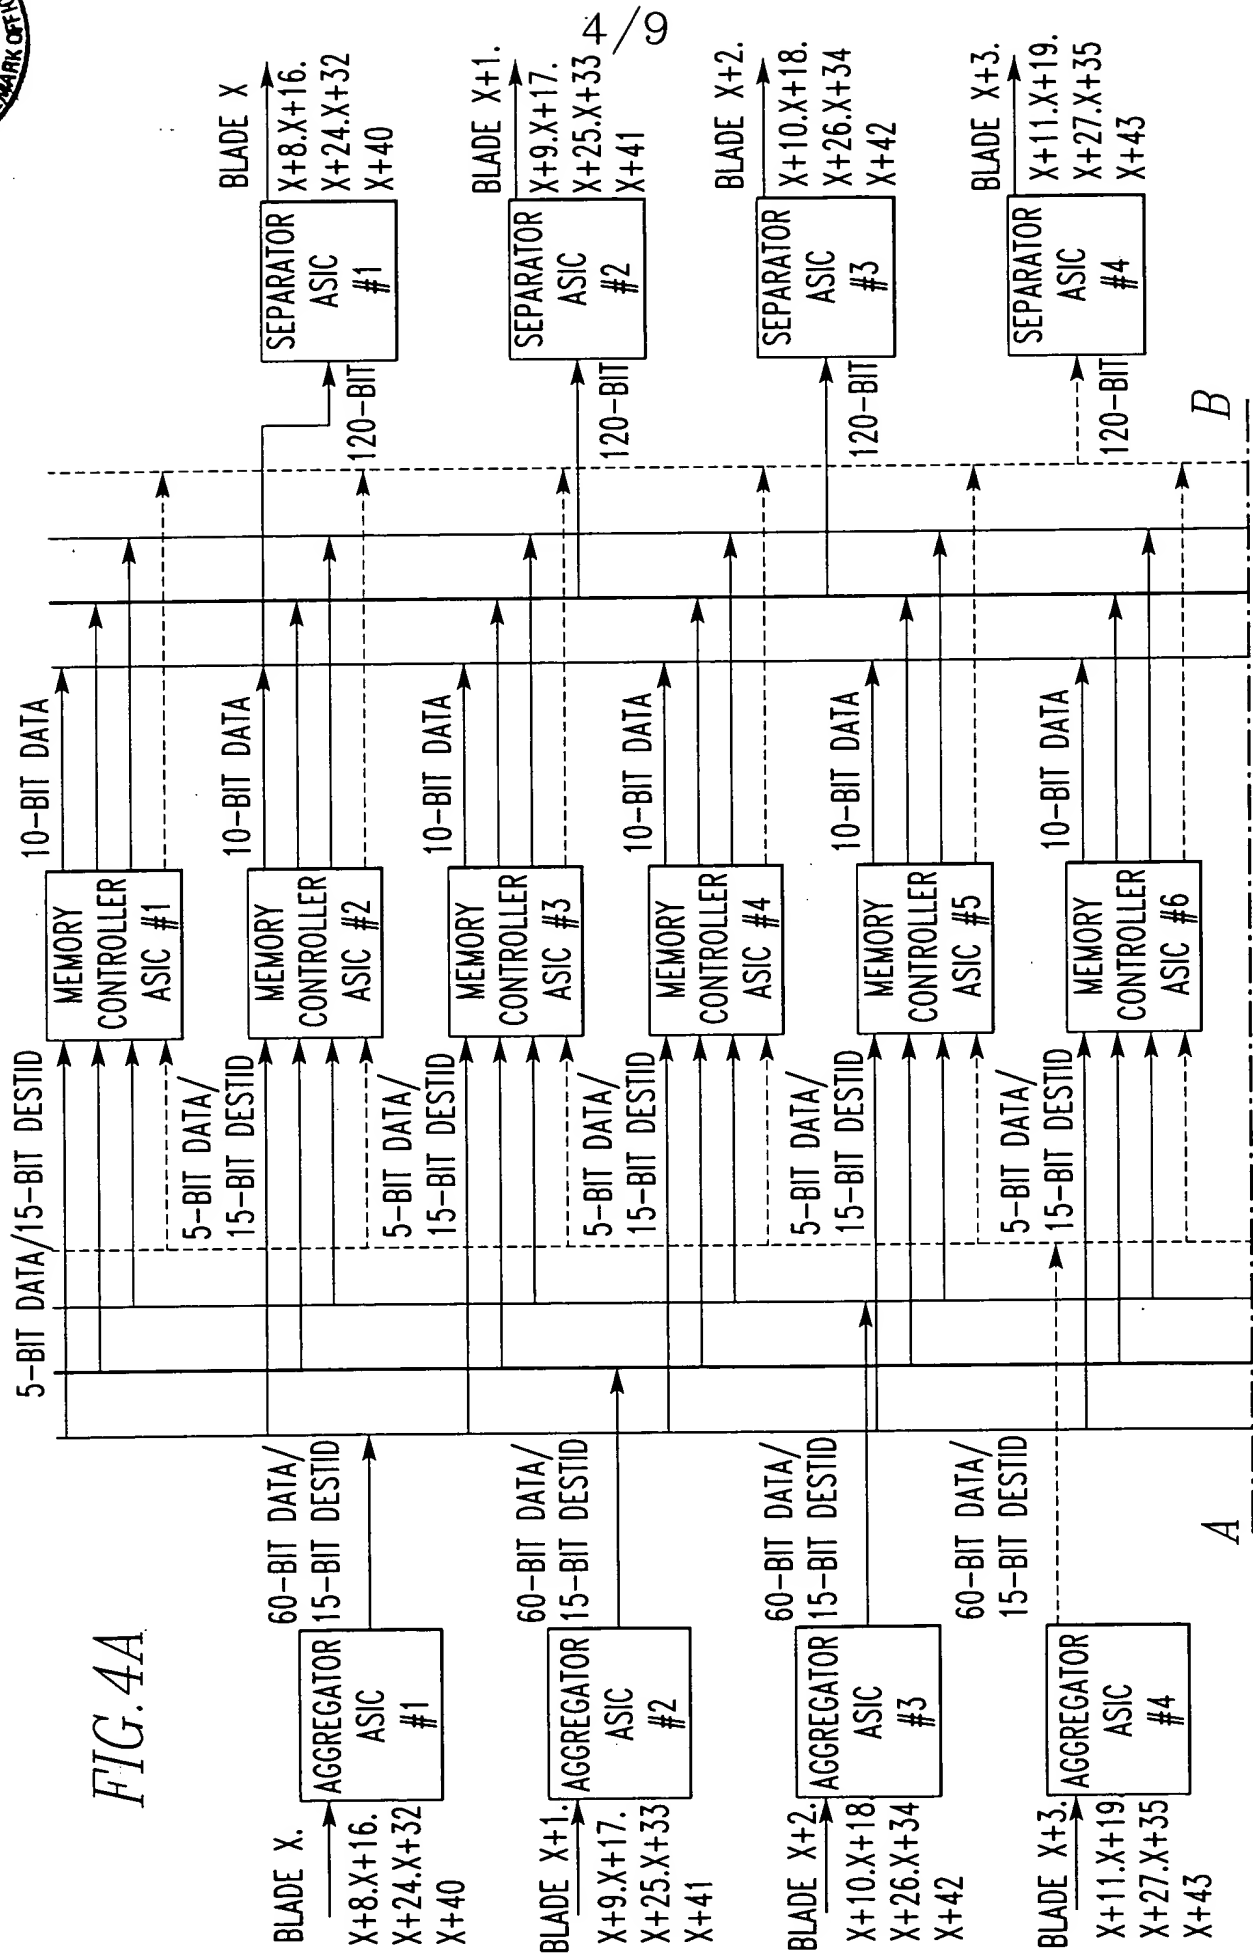 4/9
MARK OFFI
FIG. 4A
BLADE X.
X+8.X+16.
X+24.X+32
X+40
AGGREGATOR
ASIC
#1
60-BIT DATA/
15-BIT DESTID
BLADE X+1.
X+9.X+17.
X+25.X+33
X+41
AGGREGATOR
ASIC
#2
60-BIT DATA/
15-BIT DESTID
BLADE X+2.
X+10.X+18.
X+26.X+34
X+42
AGGREGATOR
ASIC
#3
60-BIT DATA/
15-BIT DESTID
BLADE X+3.
X+11.X+19
X+27.X+35
X+43
AGGREGATOR
ASIC
#4
60-BIT DATA/
15-BIT DESTID
5-BIT DATA/15-BIT DESTID
MEMORY
CONTROLLER
ASIC #1
10-BIT DATA
5-BIT DATA/
15-BIT DESTID
MEMORY
CONTROLLER
ASIC #2
10-BIT DATA
5-BIT DATA/
15-BIT DESTID
MEMORY
CONTROLLER
ASIC #3
10-BIT DATA
5-BIT DATA/
15-BIT DESTID
MEMORY
CONTROLLER
ASIC #4
10-BIT DATA
5-BIT DATA/
15-BIT DESTID
MEMORY
CONTROLLER
ASIC #5
10-BIT DATA
5-BIT DATA/
15-BIT DESTID
MEMORY
CONTROLLER
ASIC #6
10-BIT DATA
120-BIT
SEPARATOR
ASIC
#1
BLADE X
X+8.X+16.
X+24.X+32
X+40
120-BIT
SEPARATOR
ASIC
#2
BLADE X+1.
X+9.X+17.
X+25.X+33
X+41
120-BIT
SEPARATOR
ASIC
#3
BLADE X+2.
X+10.X+18.
X+26.X+34
X+42
120-BIT
SEPARATOR
ASIC
#4
BLADE X+3.
X+11.X+19.
X+27.X+35
X+43
A
B